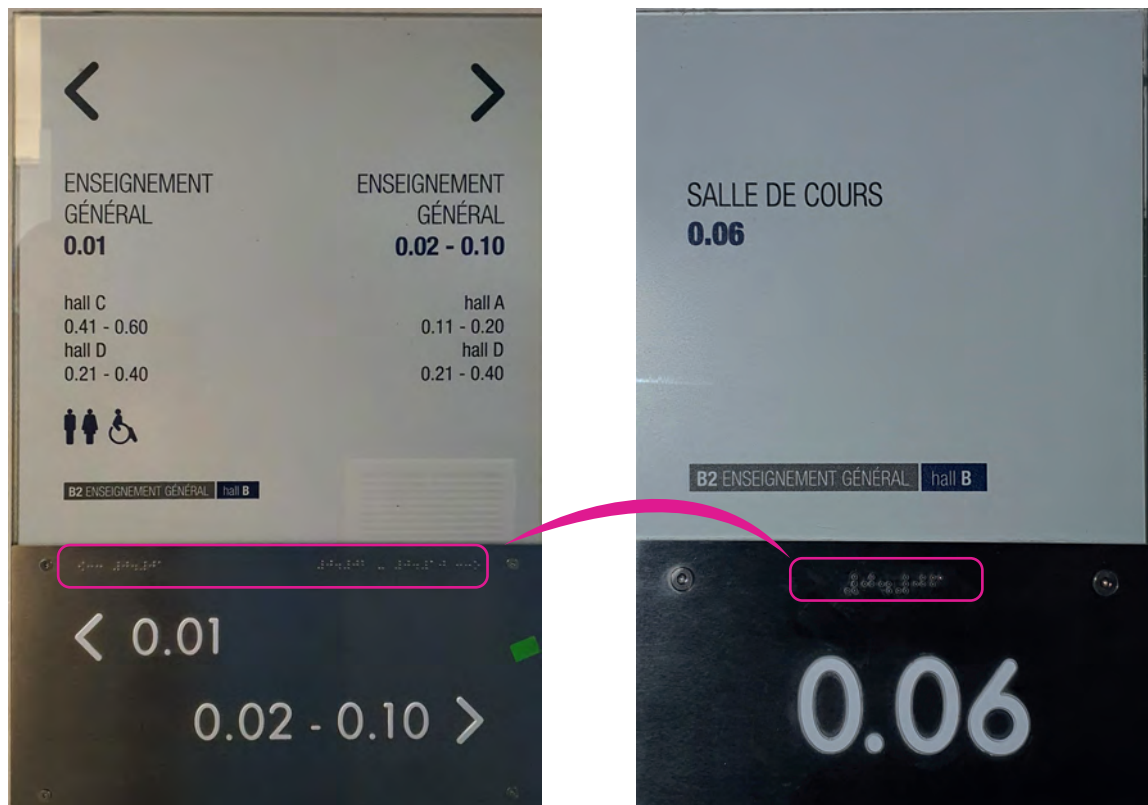 ENSEIGNEMENT
GÉNÉRAL
0.01
hall C
0.41 - 0.60
hall D
0.21 - 0.40
ENSEIGNEMENT
GÉNÉRAL
0.02 - 0.10
hall A
0.11 - 0.20
hall D
0.21 - 0.40
B2 ENSEIGNEMENT GÉNÉRAL hall B
< 0.01
0.02 - 0.10 >
SALLE DE COURS
0.06
B2 ENSEIGNEMENT GÉNÉRAL hall B
0.06